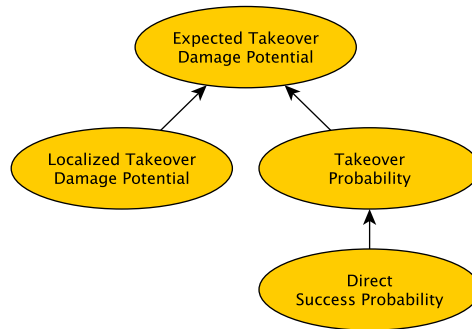 Expected Takeover
Damage Potential
Localized Takeover
Damage Potential
Takeover
Probability
Direct
Success Probability